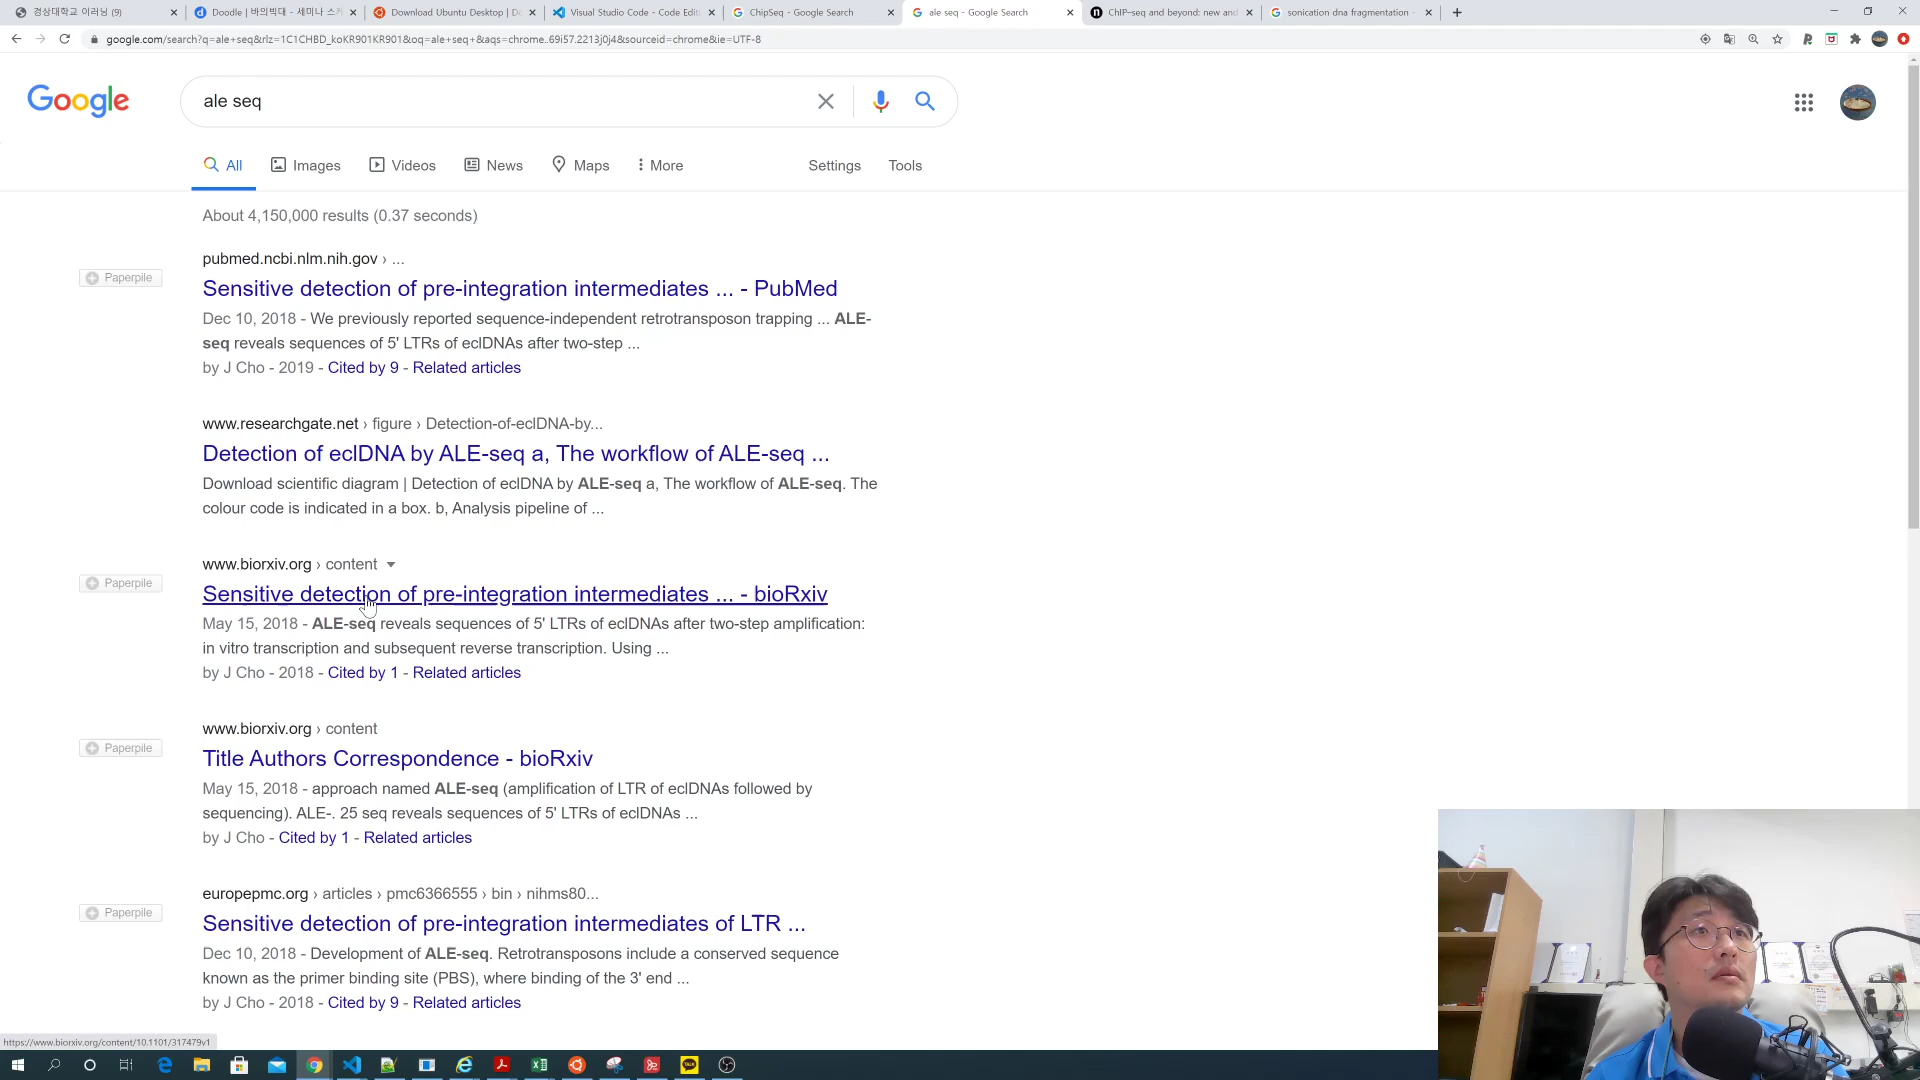 경상대학교 이러닝 (9)
Doodle | 바의빅대 - 세미나 스케
Download Ubuntu Desktop | Do
Visual Studio Code - Code Editi
ChipSeq - Google Search
ale seq - Google Search
ChIP–seq and beyond: new and
sonication dna fragmentation -
google.com/search?q=ale+seq&rlz=1C1CHBD_koKR901KR901&oq=ale+seq+&aqs=chrome..69i57.2213j0j4&sourceid=chrome&ie=UTF-8
Google
ale seq
All
Images
Videos
News
Maps
More
Settings
Tools
About 4,150,000 results (0.37 seconds)
pubmed.ncbi.nlm.nih.gov › ...
Paperpile
Sensitive detection of pre-integration intermediates ... - PubMed
Dec 10, 2018 - We previously reported sequence-independent retrotransposon trapping ... ALE-
seq reveals sequences of 5' LTRs of eclDNAs after two-step ...
by J Cho - 2019 - Cited by 9 - Related articles
www.researchgate.net › figure › Detection-of-eclDNA-by...
Detection of eclDNA by ALE-seq a, The workflow of ALE-seq ...
Download scientific diagram | Detection of eclDNA by ALE-seq a, The workflow of ALE-seq. The
colour code is indicated in a box. b, Analysis pipeline of ...
www.biorxiv.org › content
Paperpile
Sensitive detection of pre-integration intermediates ... - bioRxiv
May 15, 2018 - ALE-seq reveals sequences of 5' LTRs of eclDNAs after two-step amplification:
in vitro transcription and subsequent reverse transcription. Using ...
by J Cho - 2018 - Cited by 1 - Related articles
www.biorxiv.org › content
Paperpile
Title Authors Correspondence - bioRxiv
May 15, 2018 - approach named ALE-seq (amplification of LTR of eclDNAs followed by
sequencing). ALE-. 25 seq reveals sequences of 5' LTRs of eclDNAs ...
by J Cho - Cited by 1 - Related articles
europepmc.org › articles › pmc6366555 › bin › nihms80...
Paperpile
Sensitive detection of pre-integration intermediates of LTR ...
Dec 10, 2018 - Development of ALE-seq. Retrotransposons include a conserved sequence
known as the primer binding site (PBS), where binding of the 3' end ...
by J Cho - 2018 - Cited by 9 - Related articles
https://www.biorxiv.org/content/10.1101/317479v1